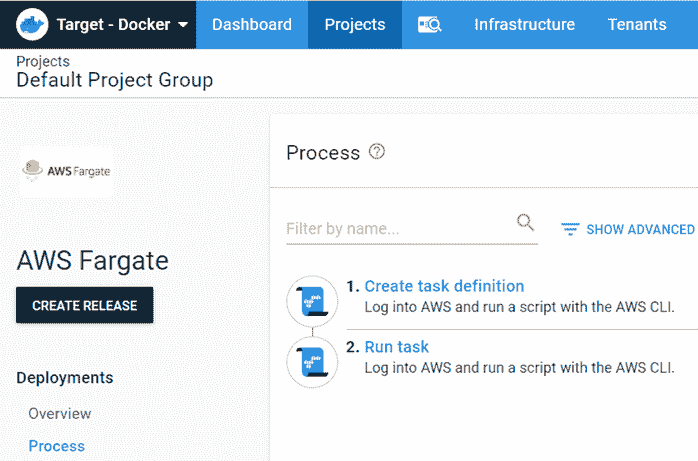 Target - Docker Dashboard Projects Infrastructure Tenants
Projects
Default Project Group
AWS Fargate
Process
Filter by name...
SHOW ADVANCED
AWS Fargate
CREATE RELEASE
1. Create task definition
Log into AWS and run a script with the AWS CLI.
2. Run task
Log into AWS and run a script with the AWS CLI.
Deployments
Overview
Process